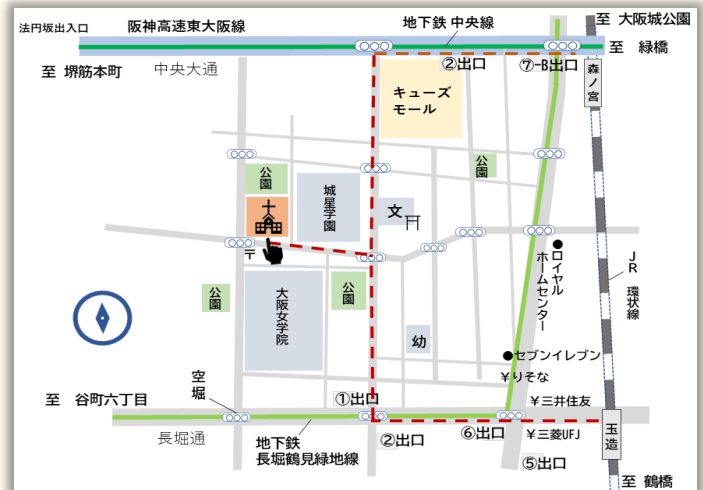 法円坂出入口
阪神高速東大阪線
地下鉄 中央線
至 大阪城公園
至 緑橋
至 堺筋本町
中央大通
②出口
⑦-B出口
森ノ宮
キューズ
モール
公園
公園
城星学園
文
〒
大阪女学院
公園
公園
幼
●ロイヤル
ホームセンター
JR 環状線
●セブンイレブン
¥りそな
空堀
①出口
至 谷町六丁目
¥三井住友
長堀通
地下鉄
長堀鶴見緑地線
②出口
⑥出口
¥三菱UFJ
玉造
⑤出口
至 鶴橋